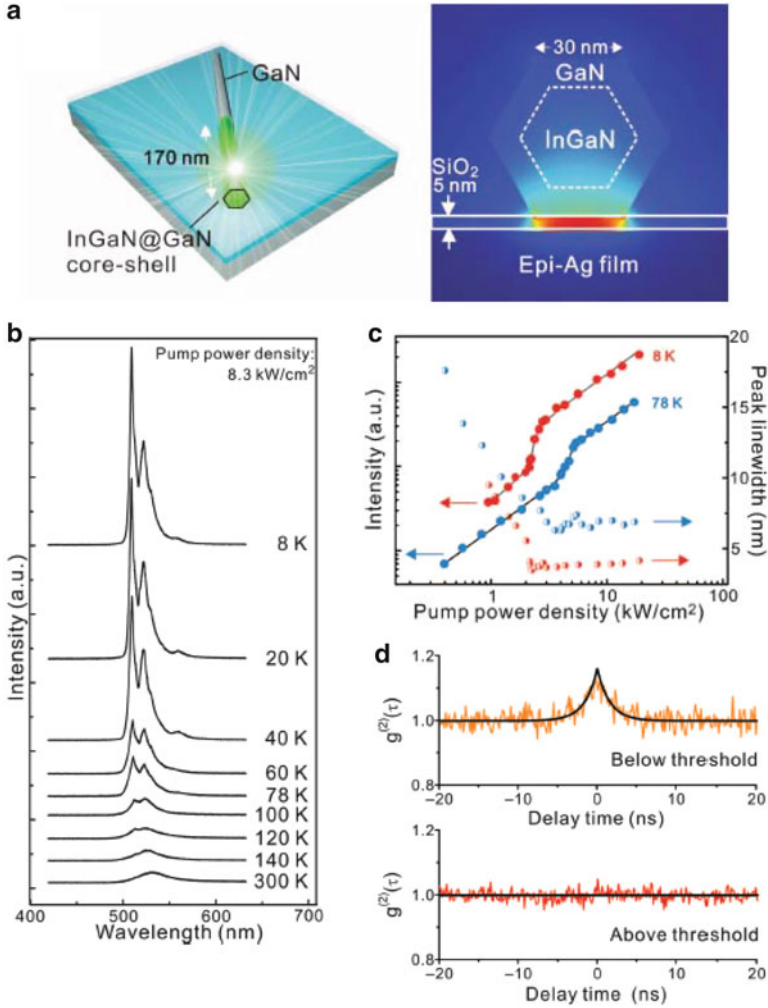 a
GaN
170 nm
InGaN@GaN
core-shell
30 nm
GaN
InGaN
SiO2
5 nm
Epi-Ag film
b
Pump power density:
8.3 kW/cm²
8 K
20 K
40 K
60 K
78 K
100 K
120 K
140 K
300 K
Intensity (a.u.)
400 500 600 700
Wavelength (nm)
c
20
15
10
5
8 K
78 K
Intensity (a.u.)
Peak linewidth (nm)
1 10 100
Pump power density (kW/cm²)
d
1.2
1.0
0.8
g(2)(τ)
Below threshold
−20 −10 0 10 20
Delay time (ns)
1.2
1.0
0.8
g(2)(τ)
Above threshold
−20 −10 0 10 20
Delay time (ns)